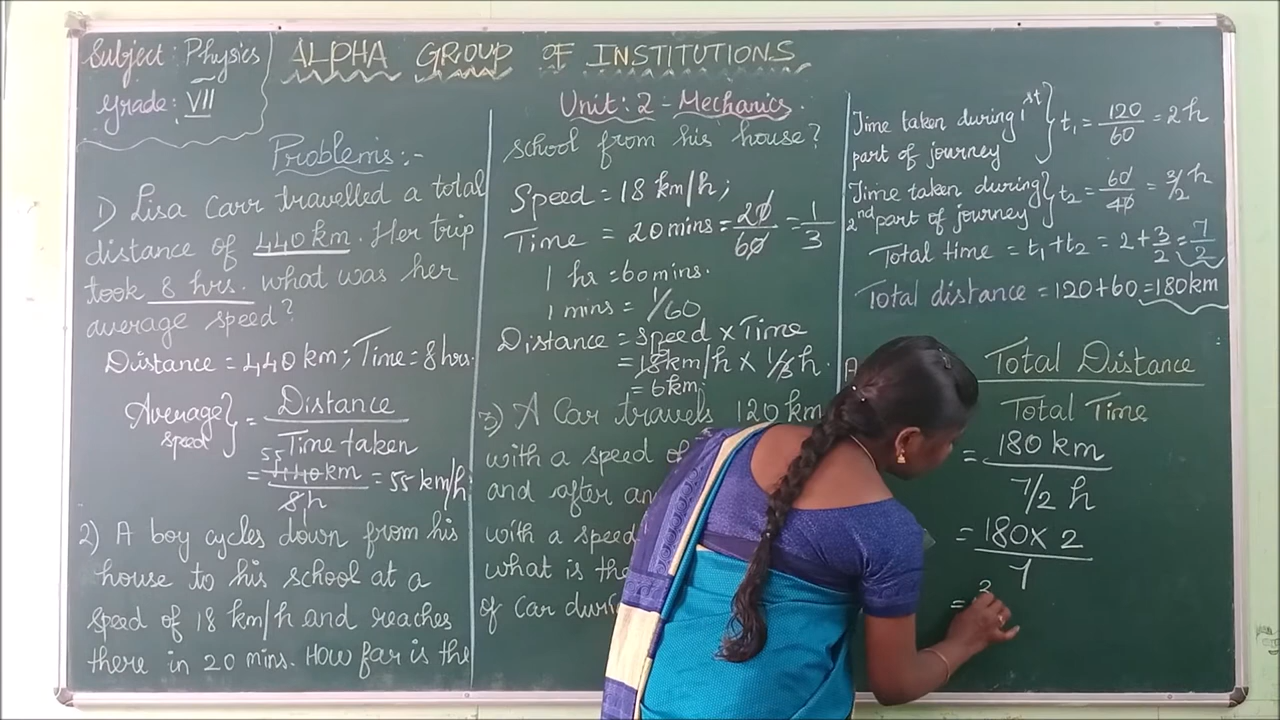 Subject: Physics
Grade: VII
ALPHA GROUP OF INSTITUTIONS
Unit: 2 - Mechanics.
Problems:-
1) Lisa Carr travelled a total
distance of 440 km. Her trip
took 8 hrs. what was her
average speed?
Distance = 440 km; Time = 8 hrs.
Average speed} = Distance / Time taken
= 440 km / 8 h = 55 km/h
55
1
2) A boy cycles down from his
house to his school at a
speed of 18 km/h and reaches
there in 20 mins. How far is the
school from his house?
Speed = 18 km/h;
Time = 20 mins = 20/60 = 1/3
1 hs = 60 mins.
1 mins = 1/60
Distance = speed x Time
= 18 km/h x 1/3 h.
= 6 km;
3) A Car travels 120 km
with a speed of
and after an
with a speed
what is the
of car
Time taken during 1st part of journey} t1 = 120/60 = 2 h
Time taken during 2nd part of journey} t2 = 60/40 = 3/2 h
Total time = t1 + t2 = 2 + 3/2 = 7/2
Total distance = 120 + 60 = 180 km
Total Distance / Total Time
= 180 km / 7/2 h
= 180 x 2 / 7
= 3